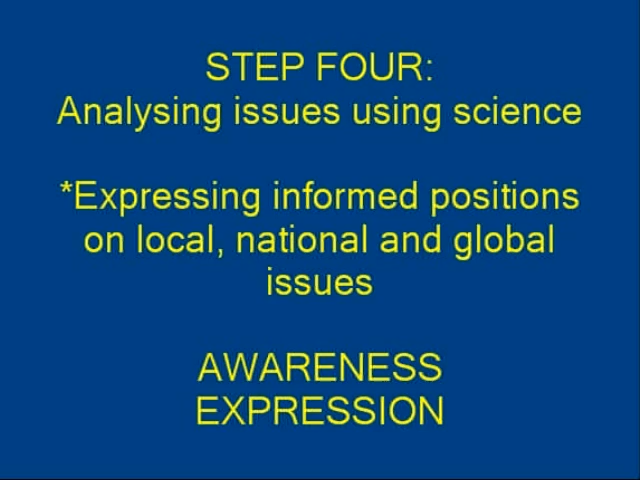 STEP FOUR:
Analysing issues using science
*Expressing informed positions
on local, national and global
issues
AWARENESS
EXPRESSION